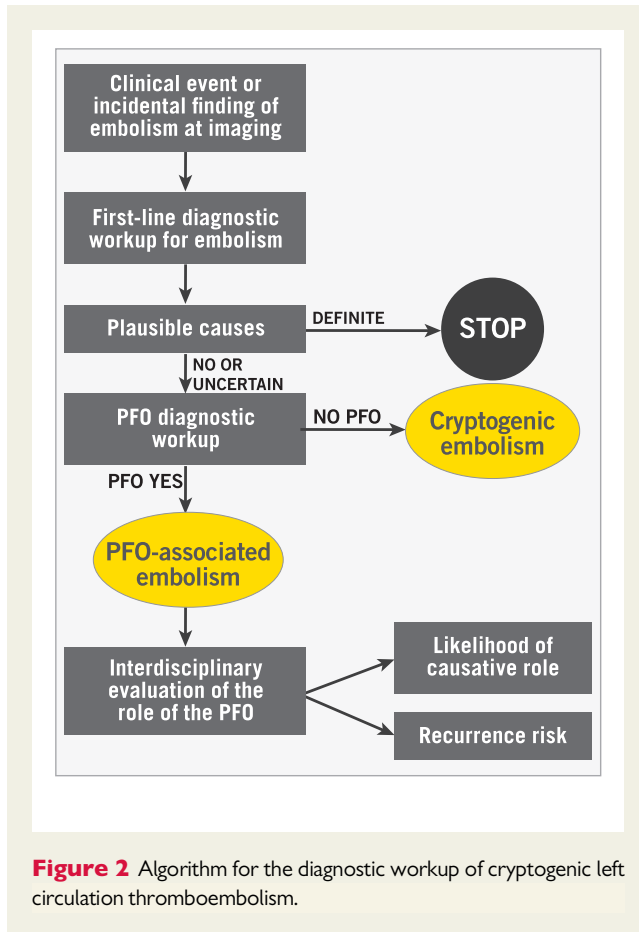 Clinical event or
incidental finding of
embolism at imaging
First-line diagnostic
workup for embolism
Plausible causes
DEFINITE
STOP
NO OR
UNCERTAIN
PFO diagnostic
workup
NO PFO
Cryptogenic
embolism
PFO YES
PFO-associated
embolism
Interdisciplinary
evaluation of the
role of the PFO
Likelihood of
causative role
Recurrence risk
Figure 2 Algorithm for the diagnostic workup of cryptogenic left
circulation thromboembolism.